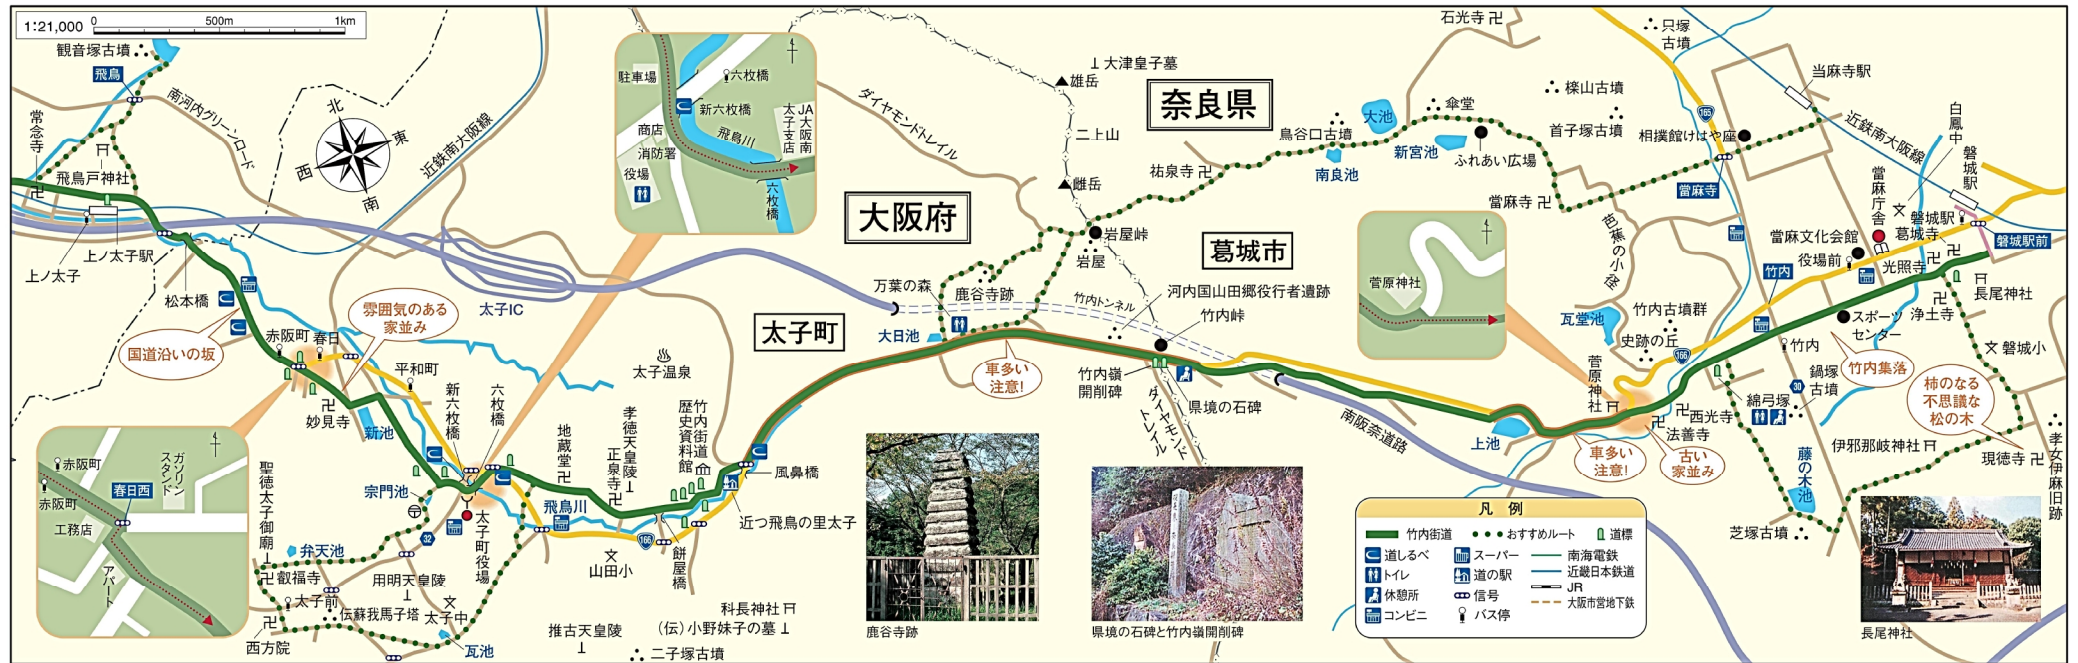 1:21,000
0
500m
1km
観音塚古墳
飛鳥
南河内グリーンロード
常念寺
飛鳥戸神社
上ノ太子
上ノ太子駅
松本橋
北
東
西
南
近鉄南大阪線
国道沿いの坂
赤阪町
春日
雰囲気のある
家並み
妙見寺
新池
平和町
新六枚橋
六枚橋
太子IC
駐車場
六枚橋
新六枚橋
商店
消防署
役場
飛鳥川
JA大阪南
太子支店
六枚橋
赤阪町
赤阪町
ガソリン
スタンド
春日西
工務店
アパート
聖徳太子御廟
宗門池
32
弁天池
叡福寺
太子前
西方院
用明天皇陵
伝蘇我馬子塔
太子中
瓦池
太子町役場
飛鳥川
地蔵堂
正泉寺
孝徳天皇陵
太子温泉
竹内街道
歴史資料館
風鼻橋
近つ飛鳥の里太子
166
餅屋橋
山田小
推古天皇陵
科長神社
(伝)小野妹子の墓
二子塚古墳
大阪府
太子町
奈良県
葛城市
ダイヤモンドトレイル
大津皇子墓
雄岳
二上山
雌岳
岩屋峠
岩屋
万葉の森
鹿谷寺跡
大日池
車多い
注意!
竹内トンネル
河内国山田郷役行者遺跡
竹内峠
竹内嶺
開削碑
ダイヤモンド
トレイル
県境の石碑
南阪奈道路
祐泉寺
鳥谷口古墳
大池
南良池
新宮池
傘堂
ふれあい広場
石光寺
只塚
古墳
首子塚古墳
165
相撲館けはや座
當麻寺
當麻寺
当麻寺駅
近鉄南大阪線
白鳳中
磐城駅
磐城駅
磐城駅前
當麻庁舎
葛城寺
當麻文化会館
役場前
光照寺
長尾神社
浄土寺
スポーツ
センター
竹内
芭蕉の小径
竹内古墳群
瓦堂池
史跡の丘
166
菅原神社
菅原神社
上池
車多い
注意!
古い
家並み
法善寺
西光寺
綿弓塚
竹内
鍋塚
古墳
30
竹内集落
磐城小
柿のなる
不思議な
松の木
伊邪那岐神社
現徳寺
孝女伊麻旧跡
藤の木池
芝塚古墳
凡 例
竹内街道
おすすめルート
道標
道しるべ
スーパー
南海電鉄
トイレ
道の駅
近畿日本鉄道
休憩所
信号
JR
コンビニ
バス停
大阪市営地下鉄
鹿谷寺跡
県境の石碑と竹内嶺開削碑
長尾神社